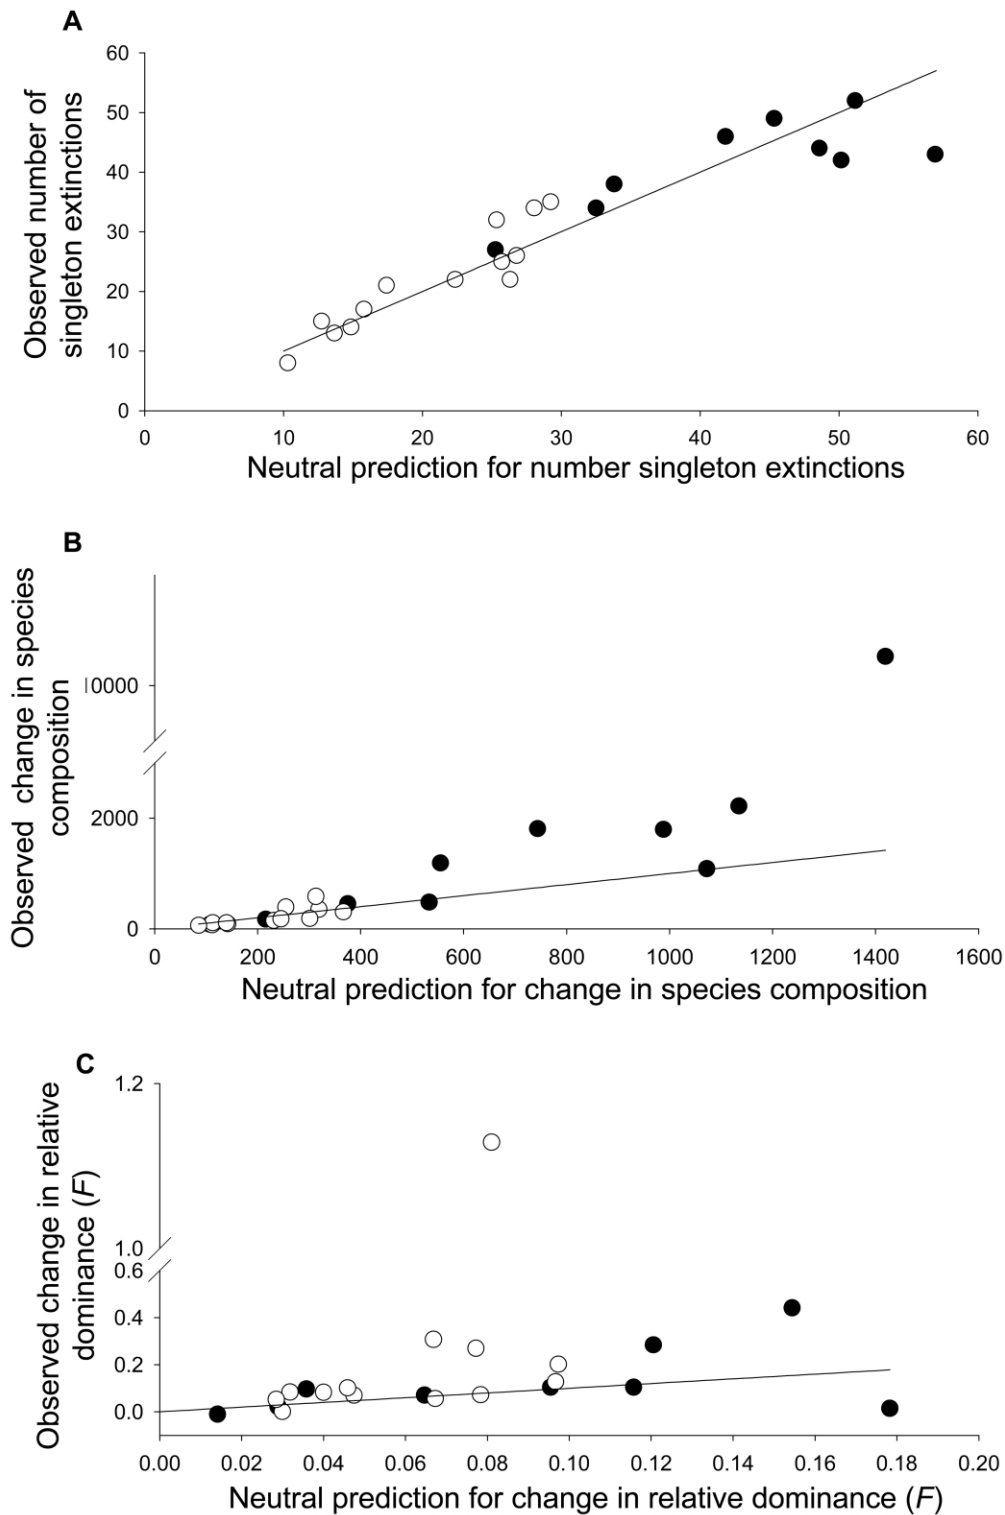 A
Observed number of
singleton extinctions
60
50
40
30
20
10
0
0 10 20 30 40 50 60
Neutral prediction for number singleton extinctions
B
Observed change in species
composition
10000
2000
0
0 200 400 600 800 1000 1200 1400 1600
Neutral prediction for change in species composition
C
Observed change in relative
dominance (F)
1.2
1.0
0.6
0.4
0.2
0.0
0.00 0.02 0.04 0.06 0.08 0.10 0.12 0.14 0.16 0.18 0.20
Neutral prediction for change in relative dominance (F)